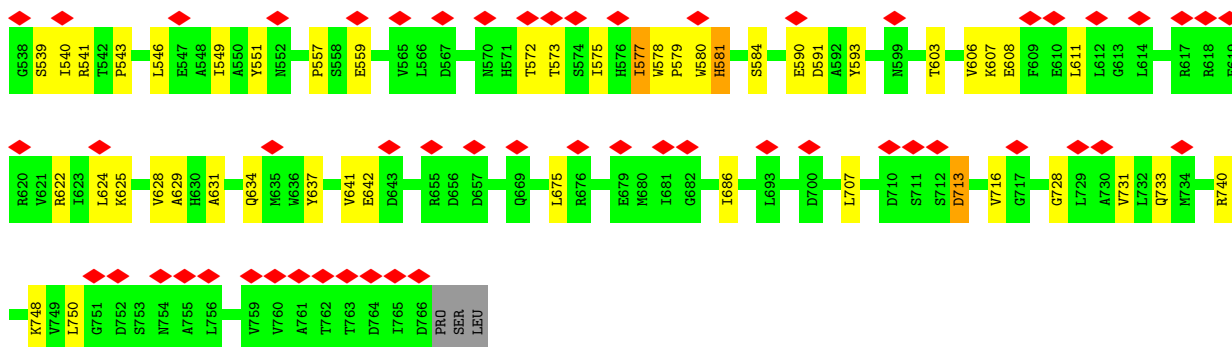 G538 S539 I540 R541 T542 P543 L546 E547 A548 I549 A550 Y551 N552 P557 S558 E559 V565 L566 D567 N570 H571 T572 T573 S574 I575 H576 I577 W578 P579 W580 H581 S584 E590 D591 A592 Y593 N599 T603 V606 K607 E608 F609 E610 L611 L612 G613 L614 R617 R618
R620 V621 R622 I623 L624 K625 V628 A629 H630 A631 Q634 M635 W636 Y637 V641 E642 D643 R655 D656 D657 Q669 L675 R676 E679 M680 I681 G682 I686 L693 D700 L707 D710 S711 S712 D713 V716 G717 G728 L729 A730 V731 L732 Q733 M734 R740
K748 V749 L750 G751 D752 S753 N754 A755 L756 V759 V760 A761 T762 T763 D764 I765 D766 PRO SER LEU